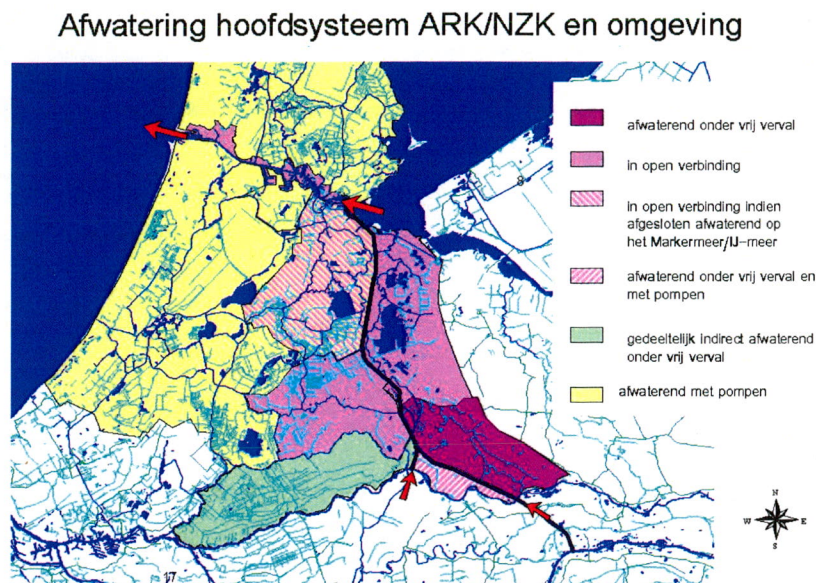 Afwatering hoofdsysteem ARK/NZK en omgeving
afwaterend onder vrij verval
in open verbinding
in open verbinding indien
afgesloten afwaterend op
het Markermeer/IJ-meer
afwaterend onder vrij verval en
met pompen
gedeeltelijk indirect afwaterend
onder vrij verval
afwaterend met pompen
N
W E
S